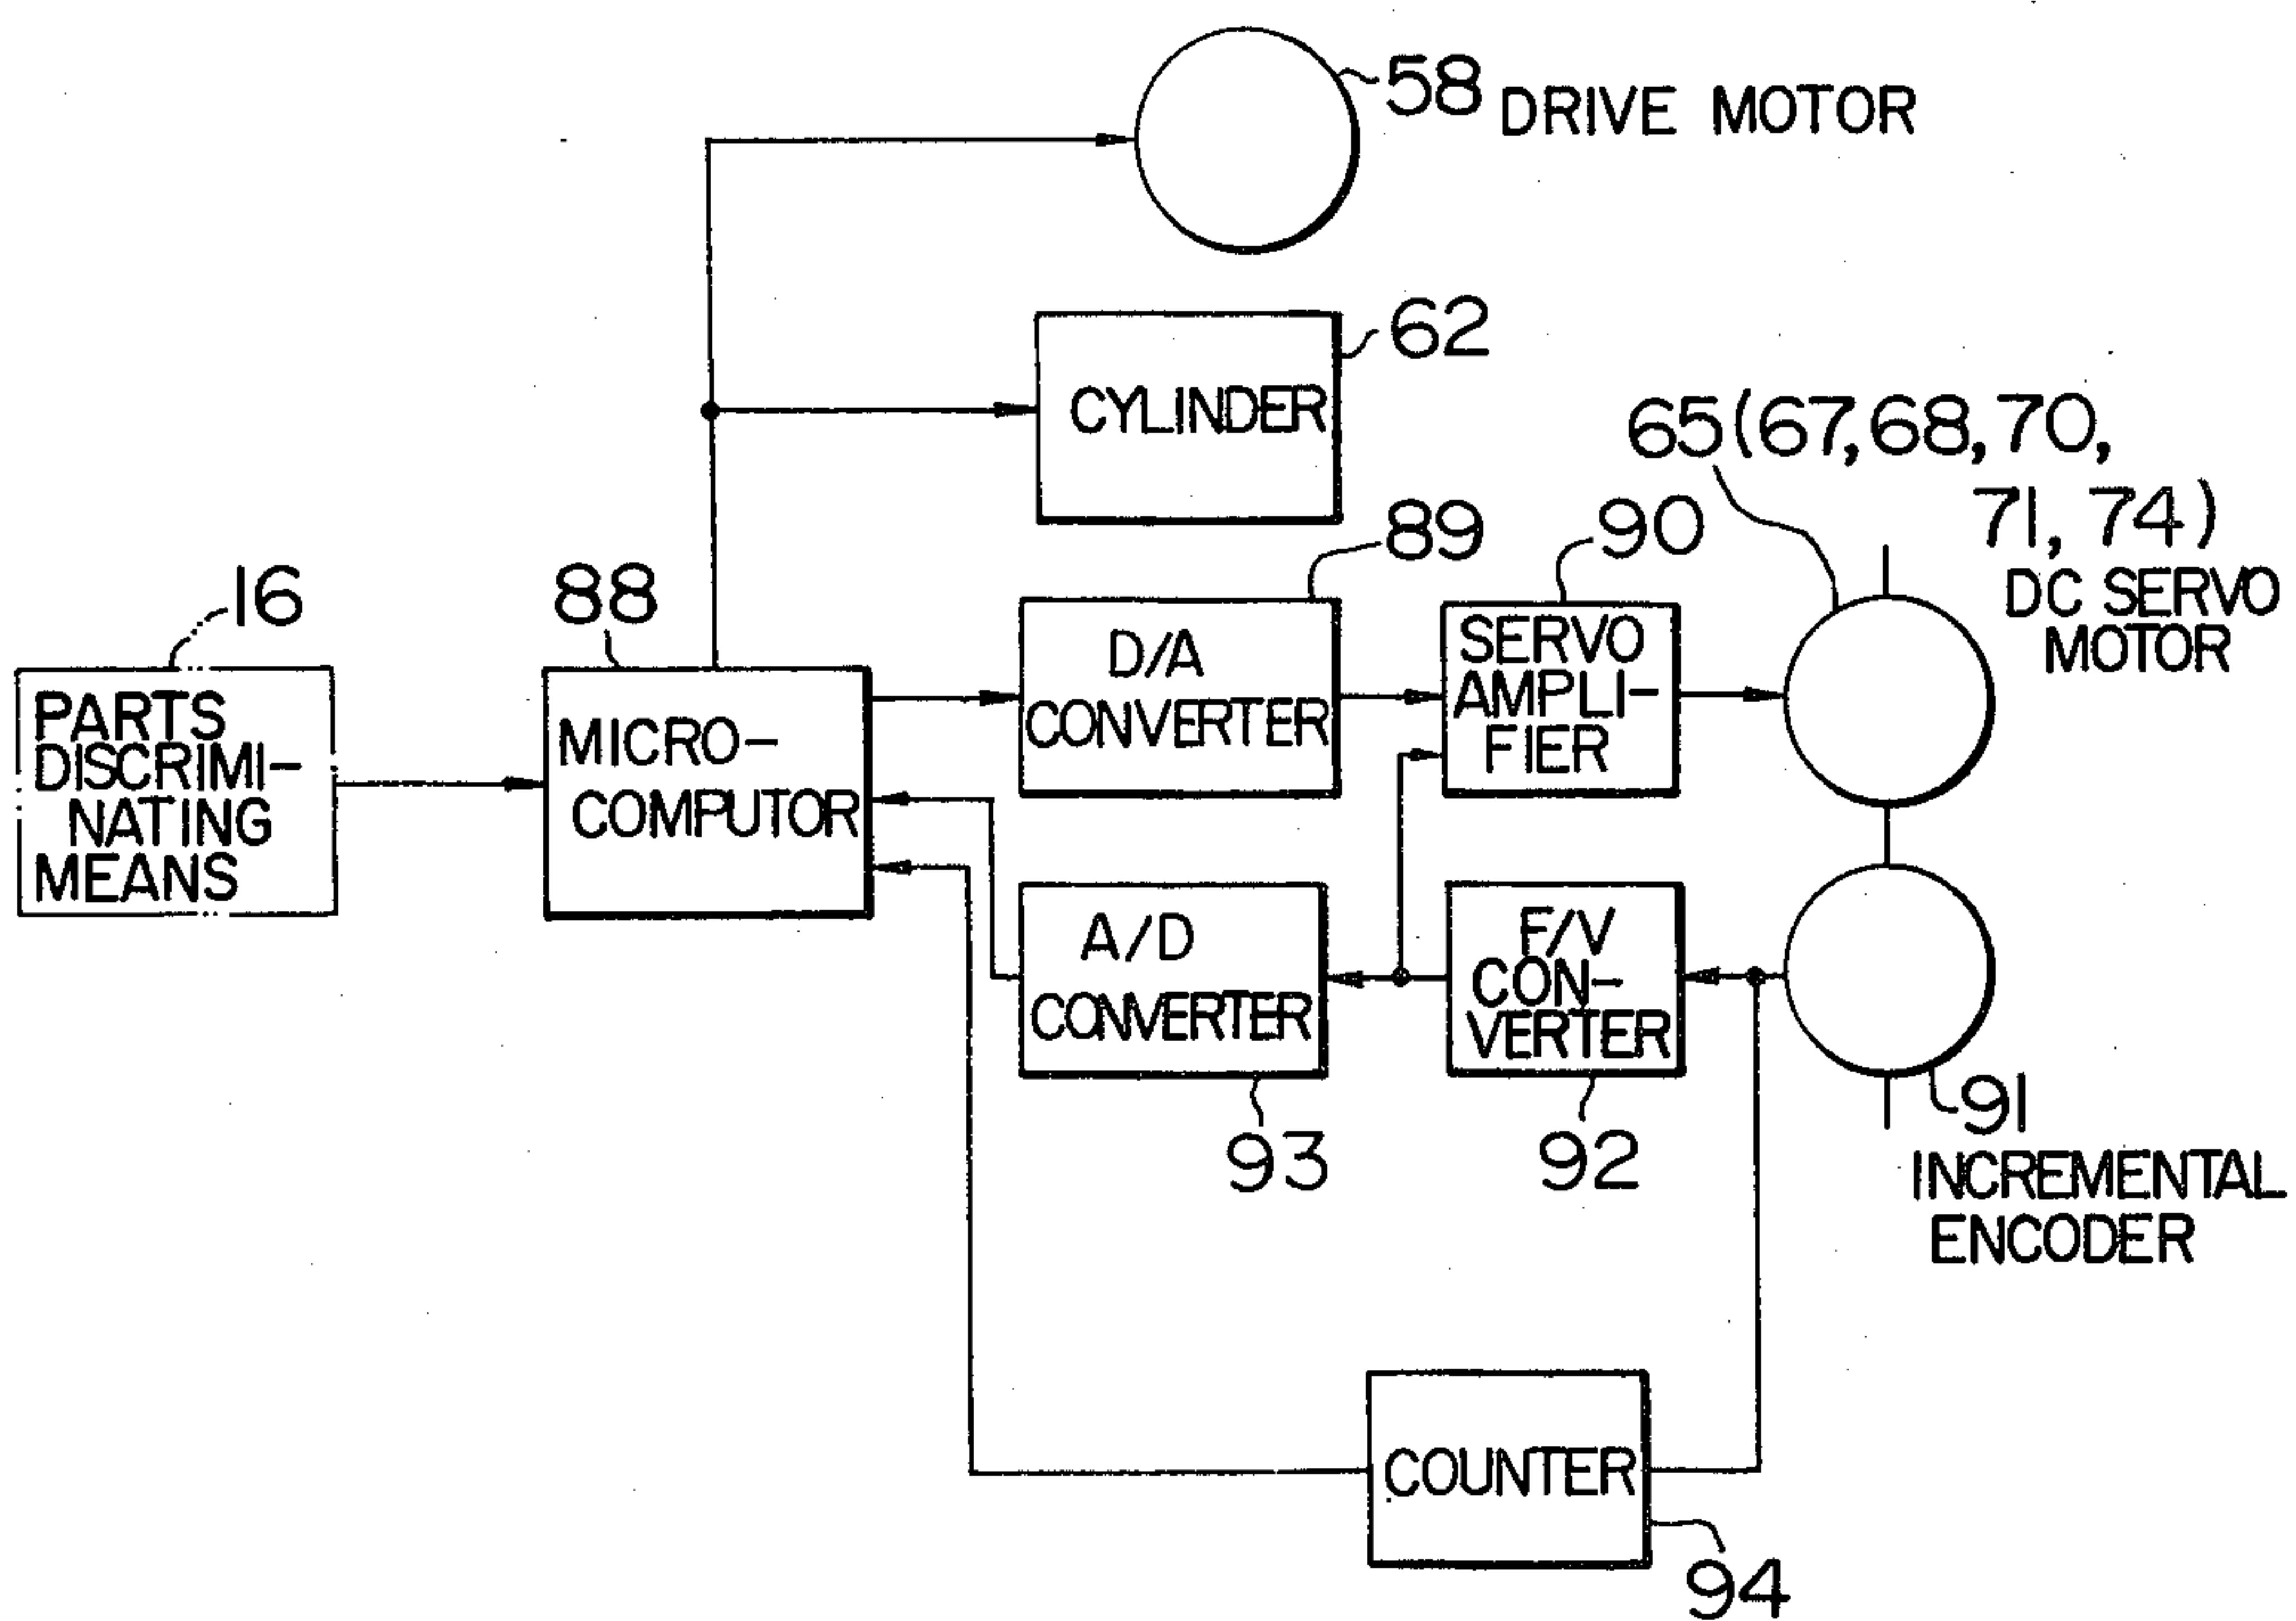 58 DRIVE MOTOR
62
CYLINDER
65(67,68,70,
71,74)
DC SERVO
MOTOR
16
PARTS
DISCRIMI-
NATING
MEANS
88
MICRO-
COMPUTOR
89
D/A
CONVERTER
90
SERVO
AMPLI-
FIER
A/D
CONVERTER
93
F/V
CON-
VERTER
92
91
INCREMENTAL
ENCODER
COUNTER
94